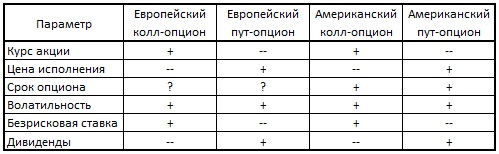 Параметр Европейский колл-опцион Европейский пут-опцион Американский колл-опцион Американский пут-опцион
Курс акции + -- + --
Цена исполнения -- + -- +
Срок опциона ? ? + +
Волатильность + + + +
Безрисковая ставка + -- + --
Дивиденды -- + -- +